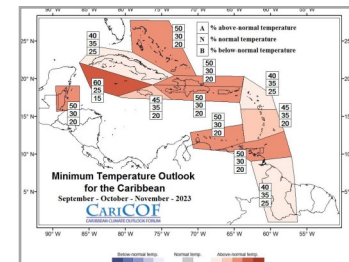 A % above-normal temperature
N % normal temperature
B % below-normal temperature
25° N
20° N
15° N
10° N
5° N
0°
40
35
25
50
30
20
40
35
25
60
25
15
50
30
20
45
35
20
50
30
20
50
30
20
45
35
20
50
30
20
50
30
20
40
35
25
Minimum Temperature Outlook
for the Caribbean
September - October - November - 2023
CARICOF
CARIBBEAN CLIMATE OUTLOOK FORUM
90° W 85° W 80° W 75° W 70° W 65° W 60° W 55° W
Below-normal temp. Normal temp. Above-normal temp.